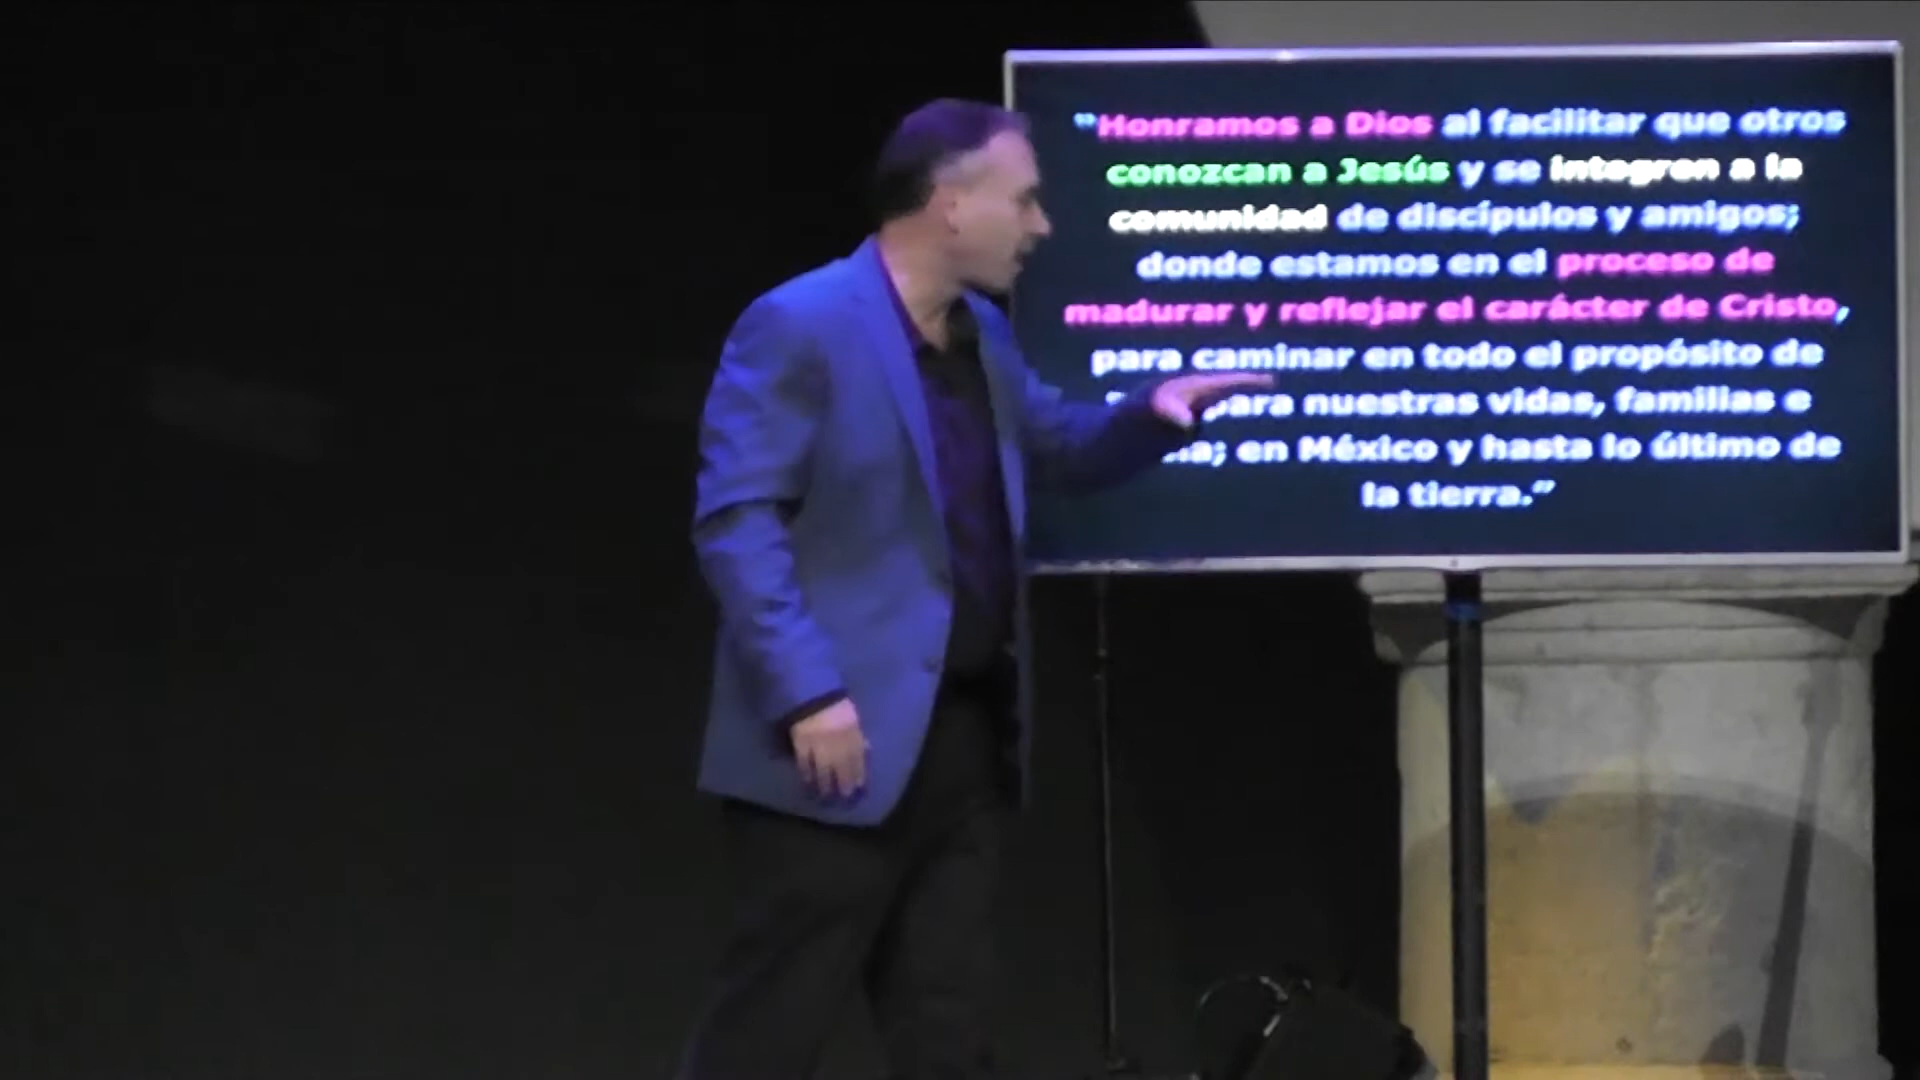 "Honramos a Dios al facilitar que otros
conozcan a Jesús y se integren a la
comunidad de discípulos y amigos;
donde estamos en el proceso de
madurar y reflejar el carácter de Cristo,
para caminar en todo el propósito de
para nuestras vidas, familias e
en México y hasta lo último de
la tierra."